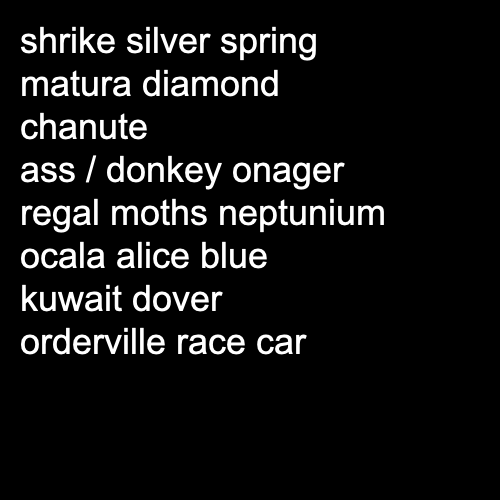 shrike silver spring
matura diamond
chanute
ass / donkey onager
regal moths neptunium
ocala alice blue
kuwait dover
orderville race car